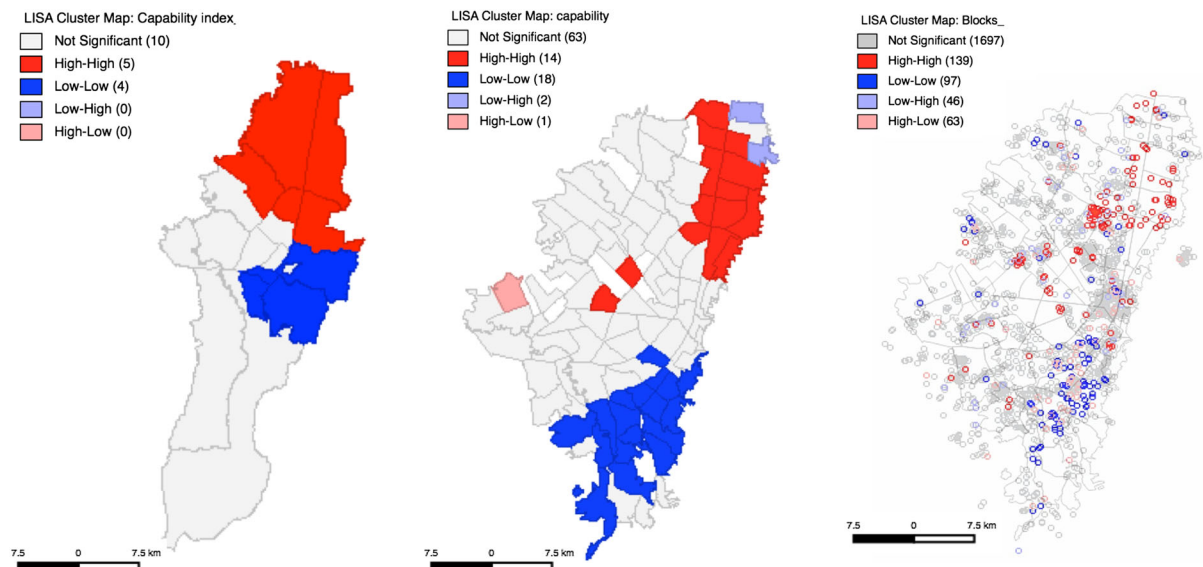 LISA Cluster Map: Capability index_
Not Significant (10)
High-High (5)
Low-Low (4)
Low-High (0)
High-Low (0)
7.5 0 7.5 km
LISA Cluster Map: capability
Not Significant (63)
High-High (14)
Low-Low (18)
Low-High (2)
High-Low (1)
7.5 0 7.5 km
LISA Cluster Map: Blocks_
Not Significant (1697)
High-High (139)
Low-Low (97)
Low-High (46)
High-Low (63)
7.5 0 7.5 km